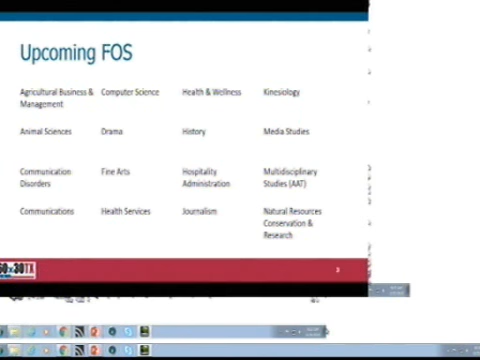 Upcoming FOS
Agricultural Business & Management
Computer Science
Health & Wellness
Kinesiology
Animal Sciences
Drama
History
Media Studies
Communication Disorders
Fine Arts
Hospitality Administration
Multidisciplinary Studies (AAT)
Communications
Health Services
Journalism
Natural Resources Conservation & Research
60x30TX
3